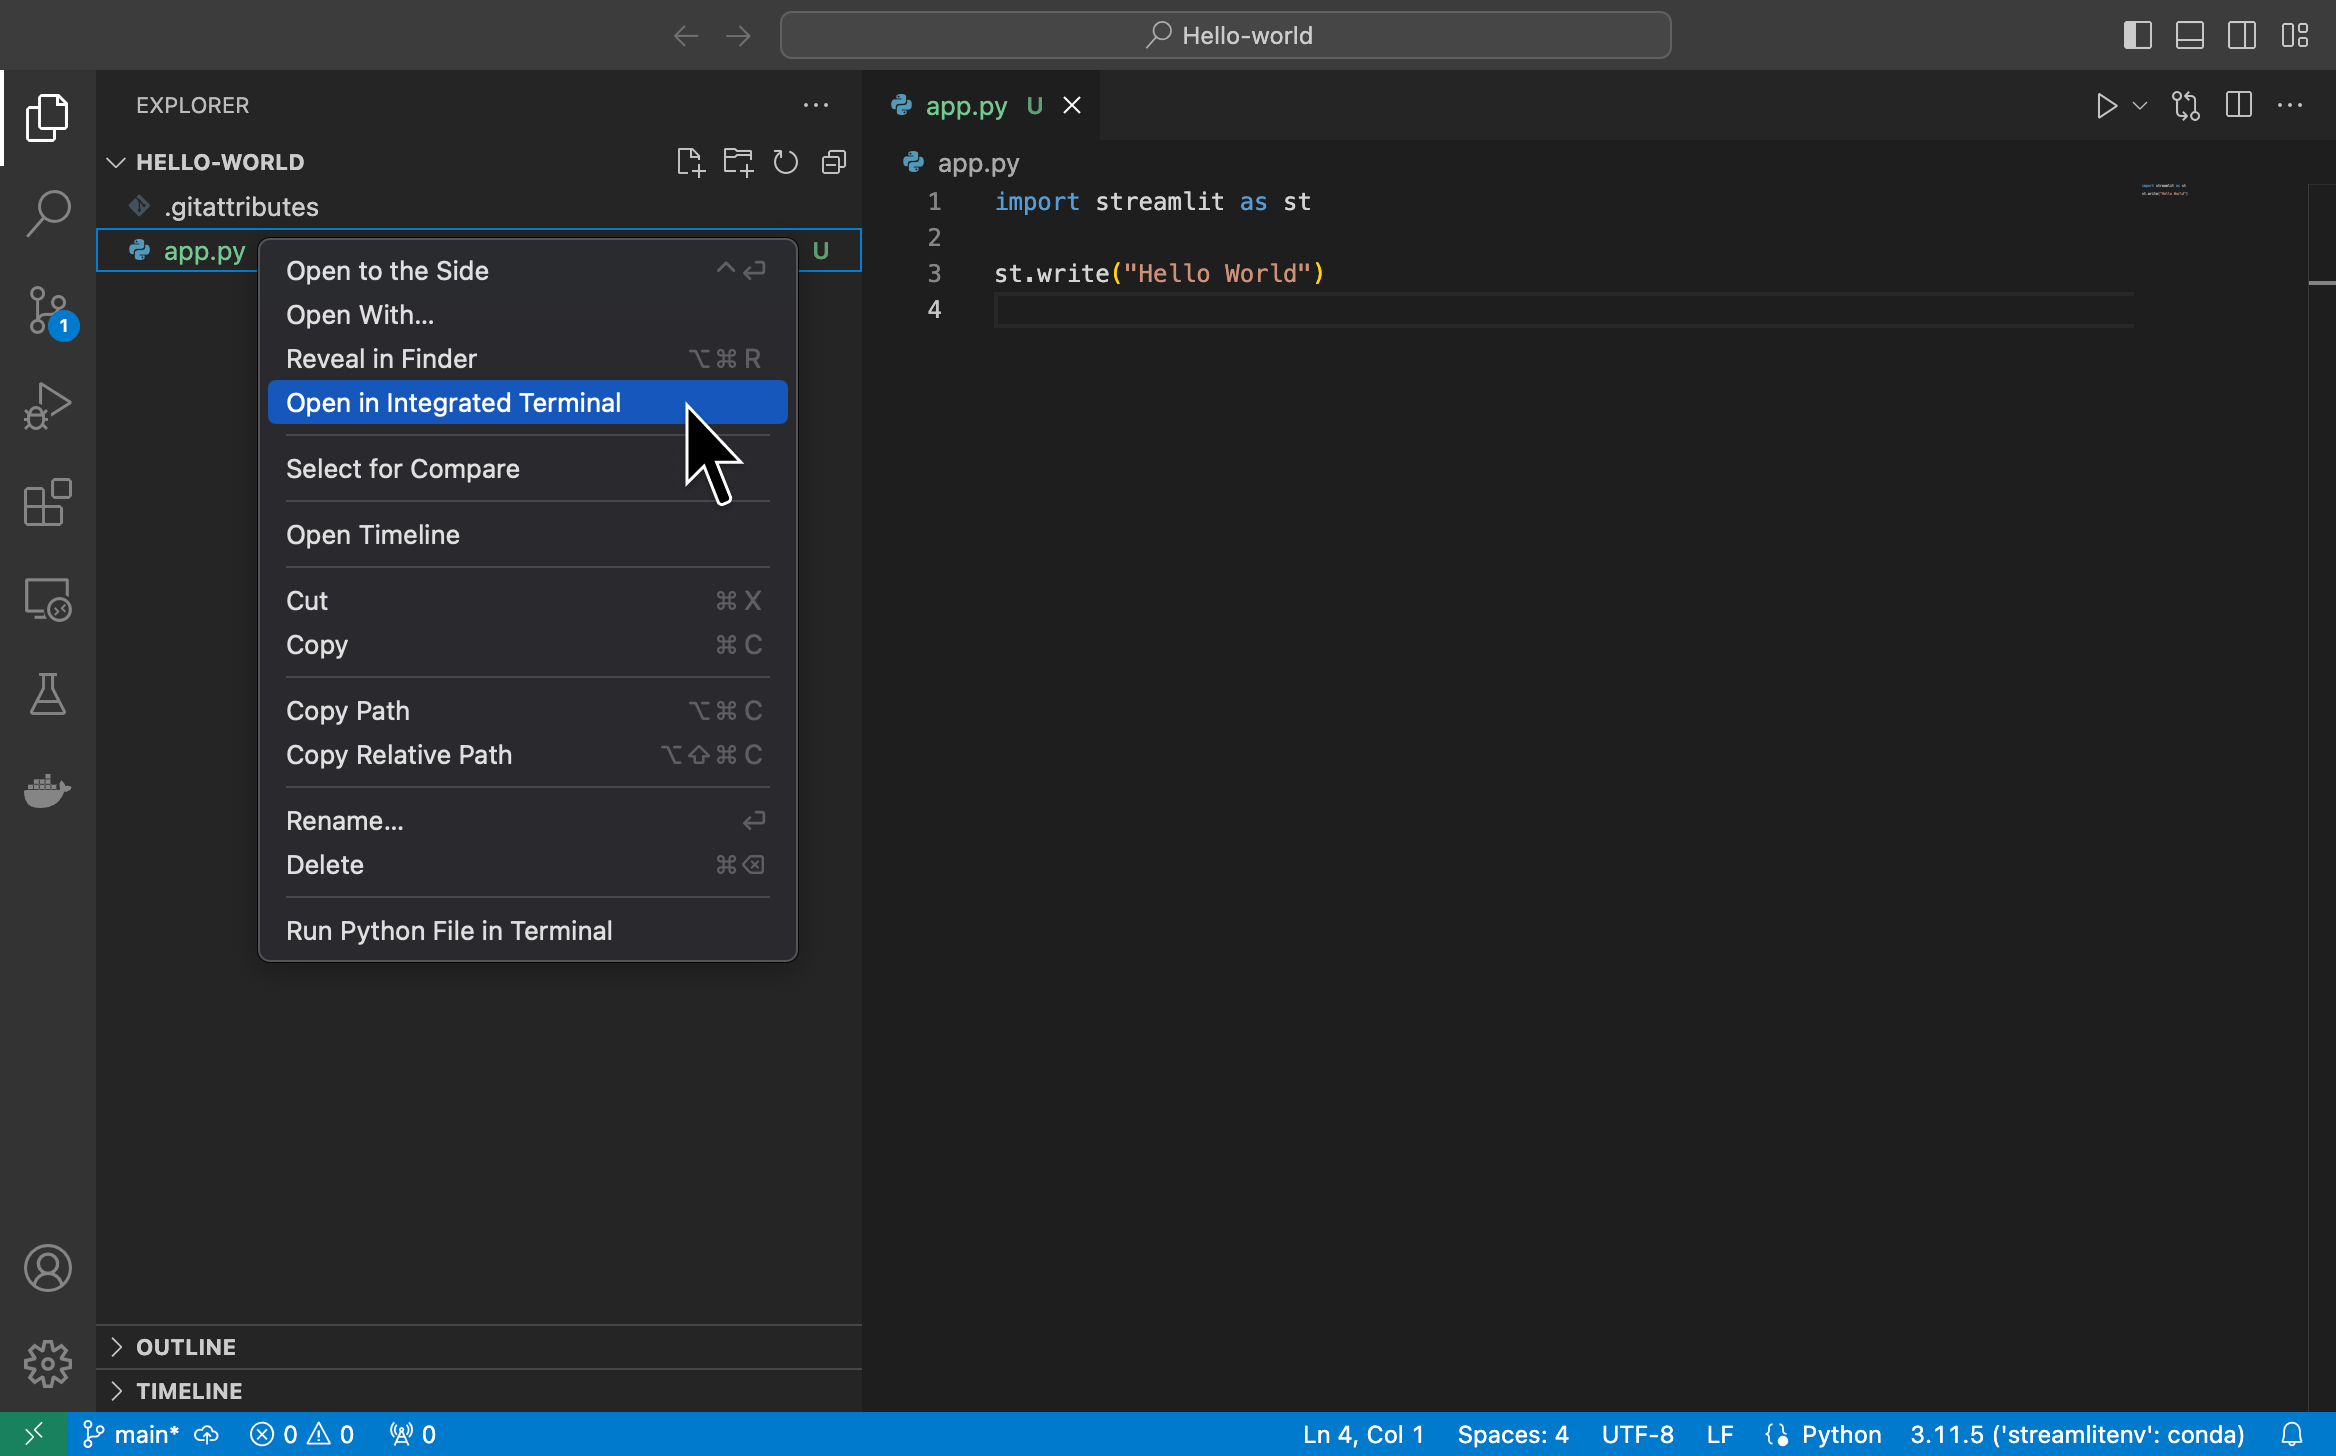 Hello-world
EXPLORER
HELLO-WORLD
.gitattributes
app.py U
Open to the Side ^ ↩
Open With...
Reveal in Finder ⌥⌘ R
Open in Integrated Terminal
Select for Compare
Open Timeline
Cut ⌘ X
Copy ⌘ C
Copy Path ⌥⌘ C
Copy Relative Path ⌥⇧⌘ C
Rename... ↩
Delete ⌘⌫
Run Python File in Terminal
OUTLINE
TIMELINE
app.py U
app.py
1 import streamlit as st
2
3 st.write("Hello World")
4
1
main* 0 0 0
Ln 4, Col 1 Spaces: 4 UTF-8 LF Python 3.11.5 ('streamlitenv': conda)